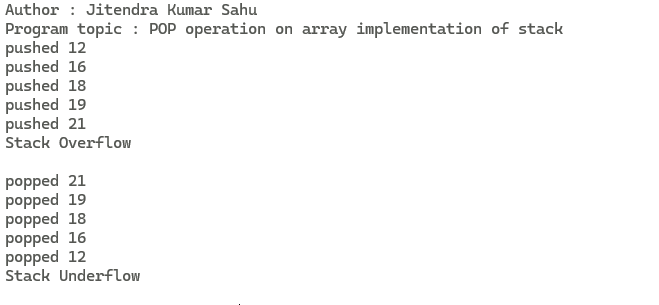 Author : Jitendra Kumar Sahu
Program topic : POP operation on array implementation of stack
pushed 12
pushed 16
pushed 18
pushed 19
pushed 21
Stack Overflow

popped 21
popped 19
popped 18
popped 16
popped 12
Stack Underflow